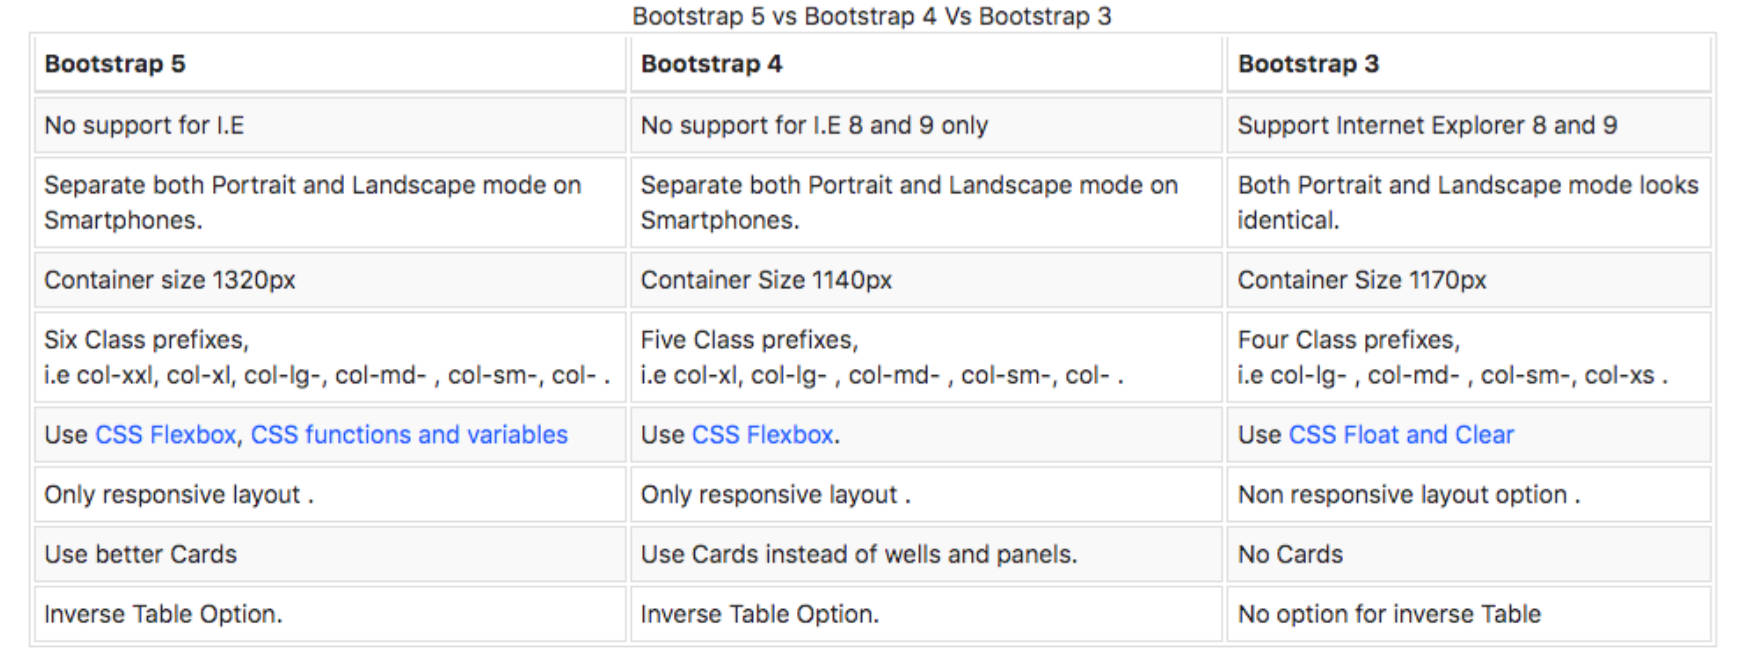 Bootstrap 5 vs Bootstrap 4 Vs Bootstrap 3
Bootstrap 5
Bootstrap 4
Bootstrap 3
No support for I.E
No support for I.E 8 and 9 only
Support Internet Explorer 8 and 9
Separate both Portrait and Landscape mode on
Smartphones.
Separate both Portrait and Landscape mode on
Smartphones.
Both Portrait and Landscape mode looks
identical.
Container size 1320px
Container Size 1140px
Container Size 1170px
Six Class prefixes,
i.e col-xxl, col-xl, col-lg-, col-md- , col-sm-, col- .
Five Class prefixes,
i.e col-xl, col-lg- , col-md- , col-sm-, col- .
Four Class prefixes,
i.e col-lg- , col-md- , col-sm-, col-xs .
Use CSS Flexbox, CSS functions and variables
Use CSS Flexbox.
Use CSS Float and Clear
Only responsive layout .
Only responsive layout .
Non responsive layout option .
Use better Cards
Use Cards instead of wells and panels.
No Cards
Inverse Table Option.
Inverse Table Option.
No option for inverse Table